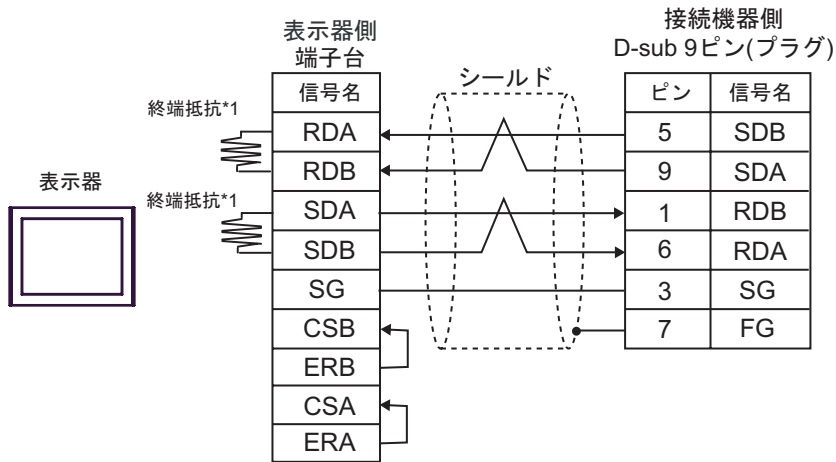 表示器側
端子台
接続機器側
D-sub 9ピン(プラグ)
シールド
信号名
ピン 信号名
終端抵抗*1
RDA 5 SDB
RDB 9 SDA
表示器
終端抵抗*1
SDA 1 RDB
SDB 6 RDA
SG 3 SG
CSB 7 FG
ERB
CSA
ERA